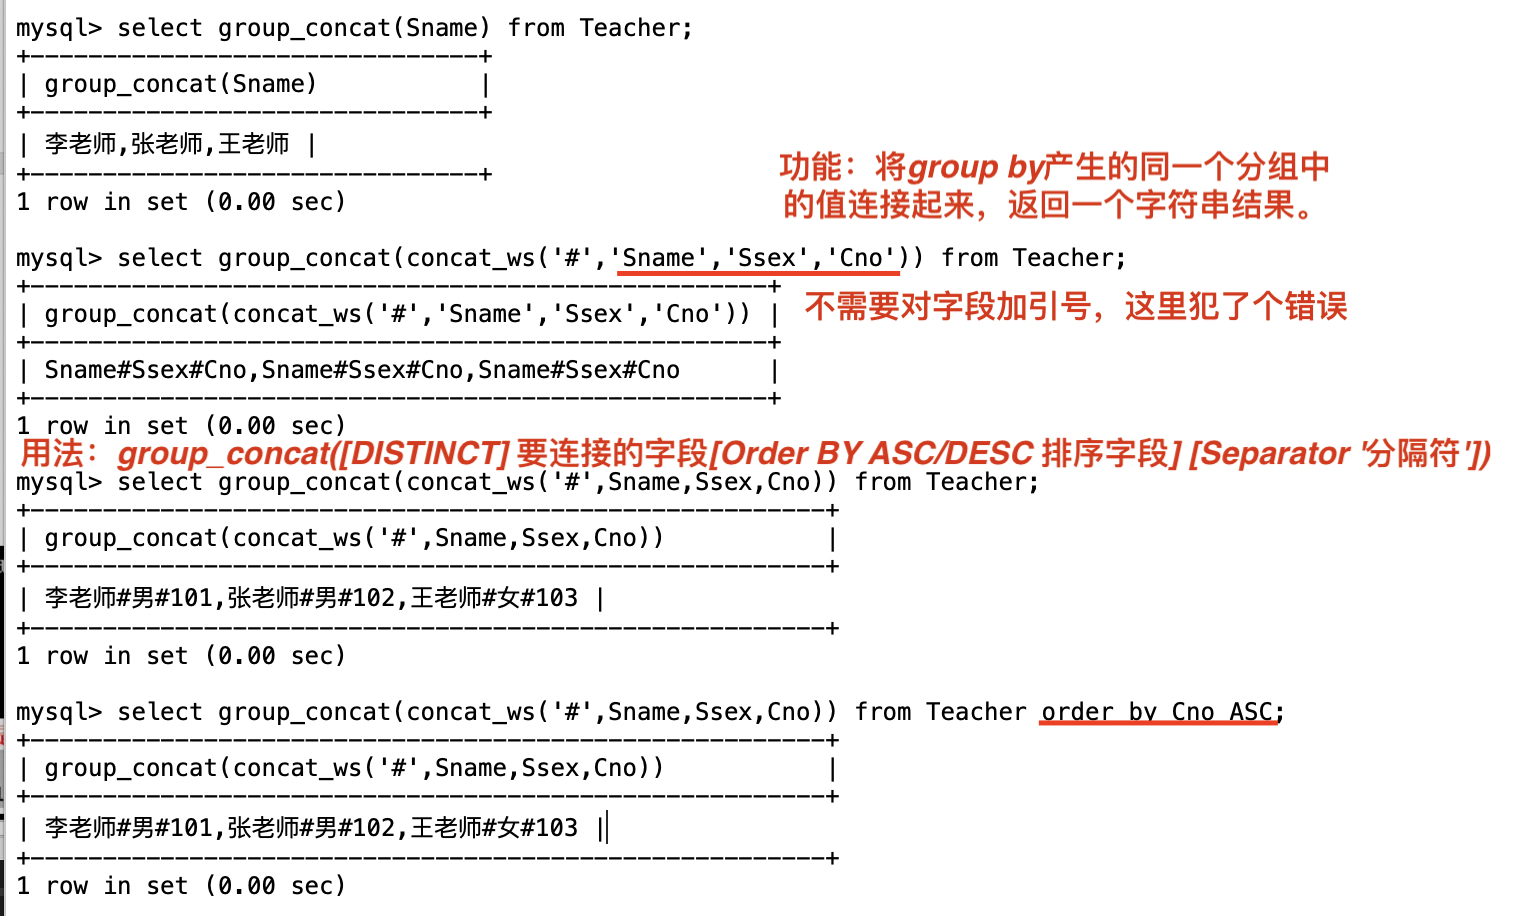 mysql> select group_concat(Sname) from Teacher;
+-------------------------------+
| group_concat(Sname)           |
+-------------------------------+
| 李老师,张老师,王老师 |
+-------------------------------+
1 row in set (0.00 sec)
功能：将group by产生的同一个分组中
的值连接起来，返回一个字符串结果。
mysql> select group_concat(concat_ws('#','Sname','Ssex','Cno')) from Teacher;
+---------------------------------------------------+
| group_concat(concat_ws('#','Sname','Ssex','Cno')) |
不需要对字段加引号，这里犯了个错误
+---------------------------------------------------+
| Sname#Ssex#Cno,Sname#Ssex#Cno,Sname#Ssex#Cno      |
+---------------------------------------------------+
1 row in set (0.00 sec)
用法：group_concat([DISTINCT] 要连接的字段[Order BY ASC/DESC 排序字段] [Separator '分隔符'])
mysql> select group_concat(concat_ws('#',Sname,Ssex,Cno)) from Teacher;
+-------------------------------------------------------+
| group_concat(concat_ws('#',Sname,Ssex,Cno))           |
+-------------------------------------------------------+
| 李老师#男#101,张老师#男#102,王老师#女#103 |
+-------------------------------------------------------+
1 row in set (0.00 sec)
mysql> select group_concat(concat_ws('#',Sname,Ssex,Cno)) from Teacher order by Cno ASC;
+-------------------------------------------------------+
| group_concat(concat_ws('#',Sname,Ssex,Cno))           |
+-------------------------------------------------------+
| 李老师#男#101,张老师#男#102,王老师#女#103 |
+-------------------------------------------------------+
1 row in set (0.00 sec)